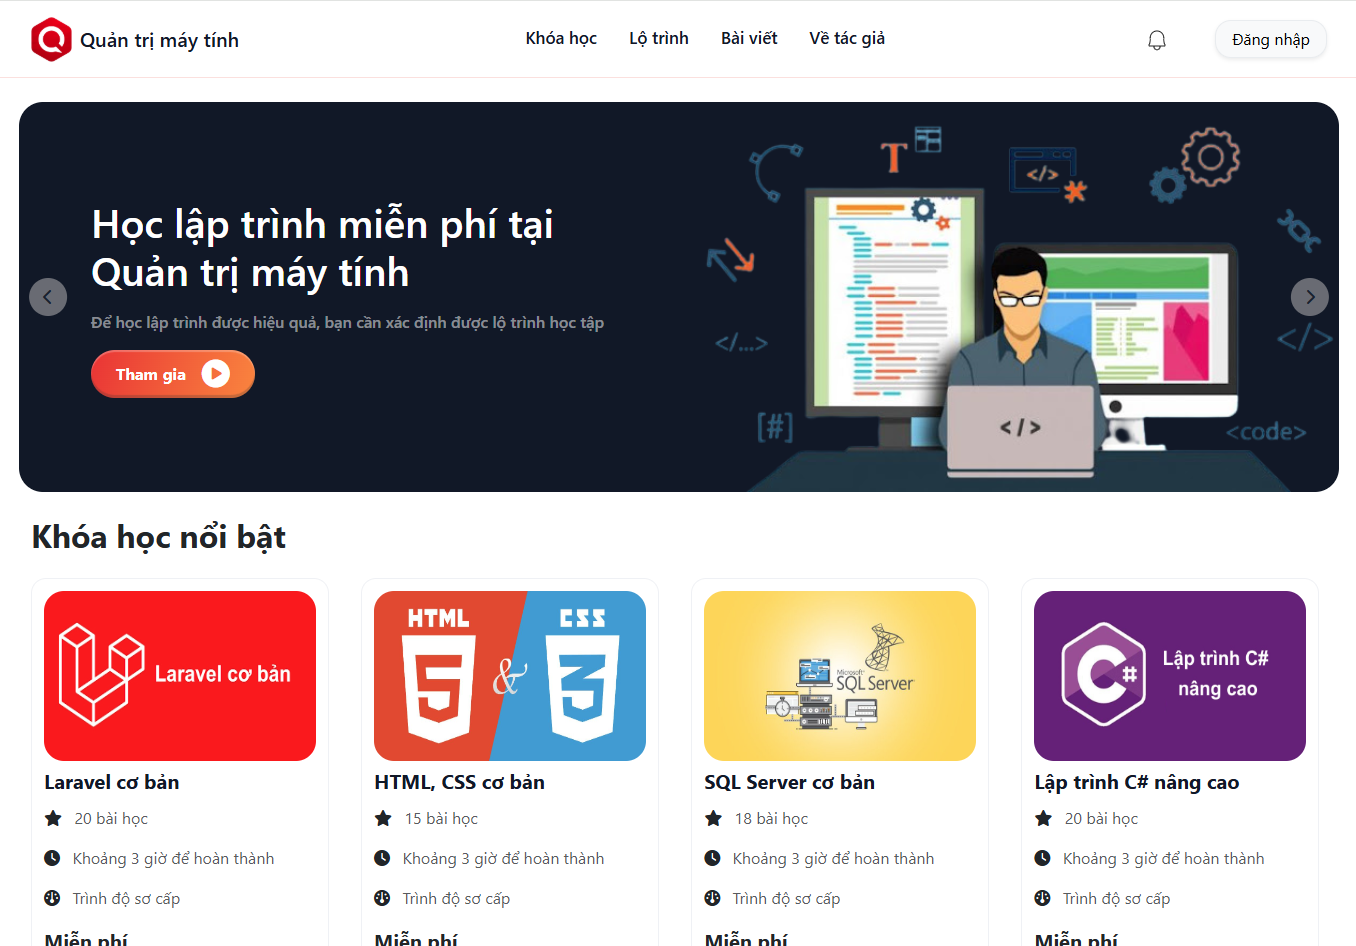 Quản trị máy tính
Khóa học
Lộ trình
Bài viết
Về tác giả
Đăng nhập
Học lập trình miễn phí tại
Quản trị máy tính
Để học lập trình được hiệu quả, bạn cần xác định được lộ trình học tập
Tham gia
T
</>
</...>
</>
[#]
<code>
</>
Khóa học nổi bật
Laravel cơ bản
HTML
CSS
5 & 3
Microsoft®
SQL Server
C#
Lập trình C#
nâng cao
Laravel cơ bản
HTML, CSS cơ bản
SQL Server cơ bản
Lập trình C# nâng cao
20 bài học
15 bài học
18 bài học
20 bài học
Khoảng 3 giờ để hoàn thành
Khoảng 3 giờ để hoàn thành
Khoảng 3 giờ để hoàn thành
Khoảng 3 giờ để hoàn thành
Trình độ sơ cấp
Trình độ sơ cấp
Trình độ sơ cấp
Trình độ sơ cấp
Miễn phí
Miễn phí
Miễn phí
Miễn phí